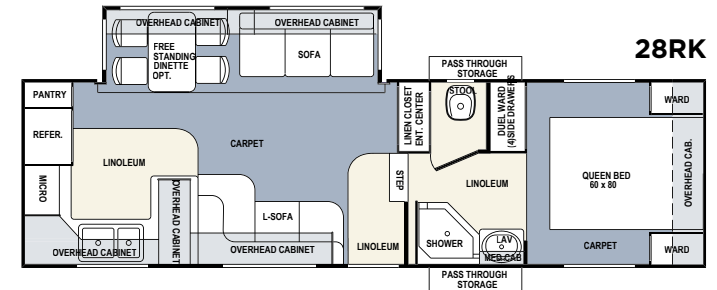 28RK
OVERHEAD CABINET
OVERHEAD CABINET
FREE
STANDING
DINETTE
OPT.
SOFA
PASS THROUGH
STORAGE
PANTRY
REFER.
MICRO
LINOLEUM
CARPET
LINEN CLOSET
ENT. CENTER
STOOL
DUEL WARD
(4)SIDE DRAWERS
WARD
QUEEN BED
60 x 80
OVERHEAD CAB.
STEP
LINOLEUM
OVERHEAD CABINET
L-SOFA
OVERHEAD CABINET
OVERHEAD CABINET
LINOLEUM
SHOWER
LAV
MED CAB
CARPET
WARD
PASS THROUGH
STORAGE